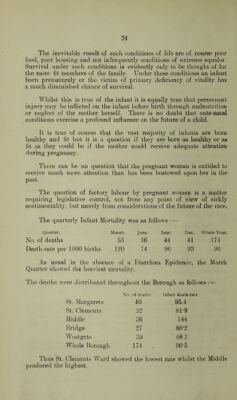 34
The inevitable result of such conditions of life are of course poor
food, poor housing and not infrequently conditions of extreme squalor.
Survival under such conditions is evidently only to be thought of for
the more fit members of the family. Under these conditions an infant
born prematurely or the victim of primary deficiency of vitality has
a much diminished chance of survival.
Whilst this is true of the infant it is equally true that permanent
injury may be inflicted on the infant before birth through malnutrition
or neglect of the mother herself. There is no doubt that ante-natal
conditions exercise a profound influence on the future of a child.
It is true of course that the vast majority of infants are born
healthy and fit but it is a question if they are born as healthy or as
fit as they could be if the mother could receive adequate attention
during pregnancy.
There can be no question that the pregnant woman is entitled to
receive much more attention than has been bestowed upon her in the
past.
The question of factory labour by pregnant women is a matter
requiring legislative control, not from any point of view of sickly
sentimentality, but merely from considerations of the future of the race.
The quarterly Infant Mortality was as follows :—
Quarter. March. June. Sept. Dec. Whole Year.
No. of deaths 53 36 44 41 174
Death-rate per 1000 births 120 74 96 93 96
As usual in the absence of a Diarrhœa Epidemic, the March
Quarter showed the heaviest mortality.
The deaths were distributed throughout the Borough as follows :—
No. of deaths. Infant death-rate
St. Margarets 40 95.4
St. Clements 32 81·9
Middle 36 144
Bridge 27 88·2
Westgate 39 88·2
Whole Borough 174 96·5
Thus St. Clements Ward showed the lowest rate whilst the Middle
produced the highest.